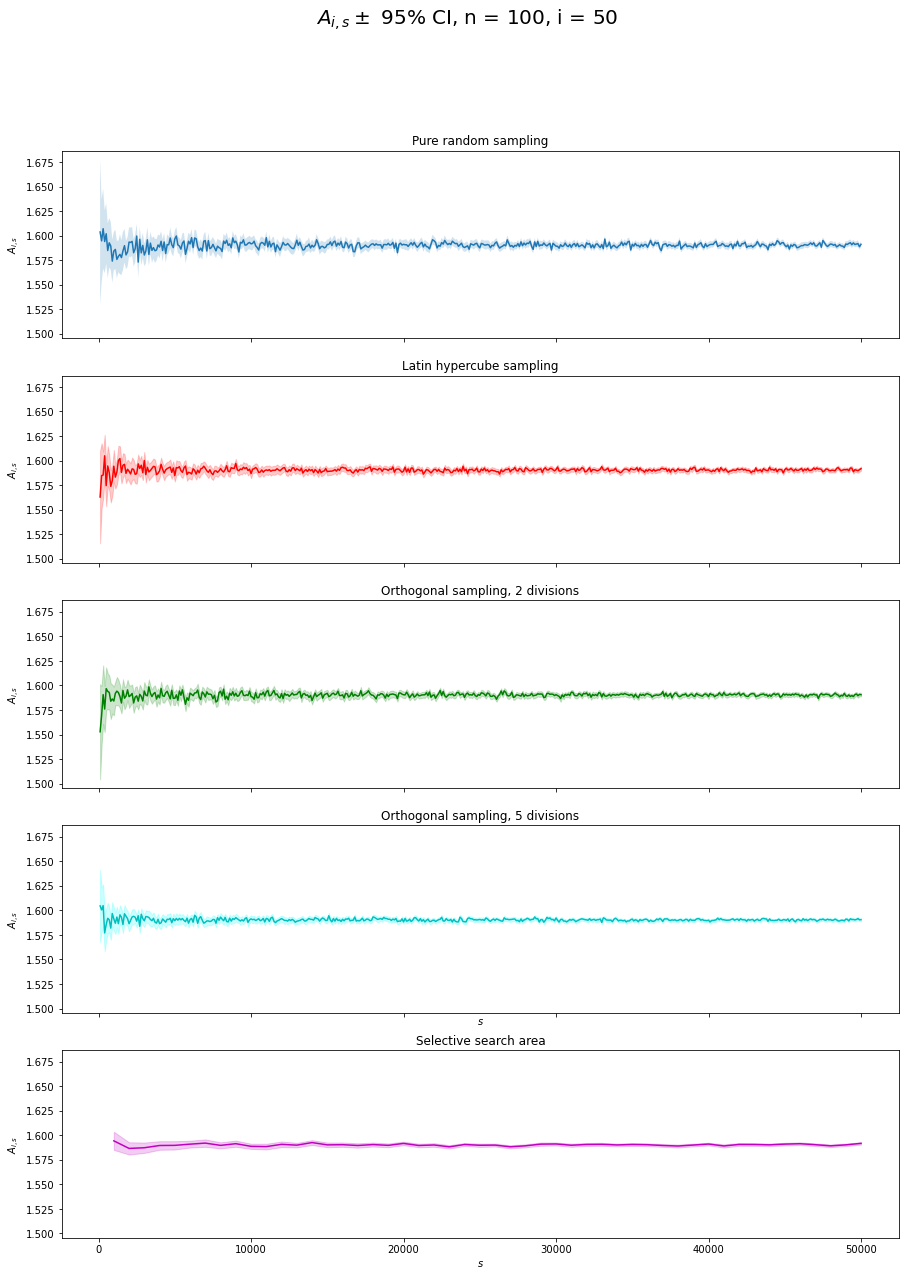 A_{i,s} ± 95% CI, n = 100, i = 50
Pure random sampling
1.675
1.650
1.625
1.600
1.575
1.550
1.525
1.500
A_{i,s}
Latin hypercube sampling
1.675
1.650
1.625
1.600
1.575
1.550
1.525
1.500
A_{i,s}
Orthogonal sampling, 2 divisions
1.675
1.650
1.625
1.600
1.575
1.550
1.525
1.500
A_{i,s}
Orthogonal sampling, 5 divisions
1.675
1.650
1.625
1.600
1.575
1.550
1.525
1.500
A_{i,s}
s
Selective search area
1.675
1.650
1.625
1.600
1.575
1.550
1.525
1.500
A_{i,s}
0 10000 20000 30000 40000 50000
s